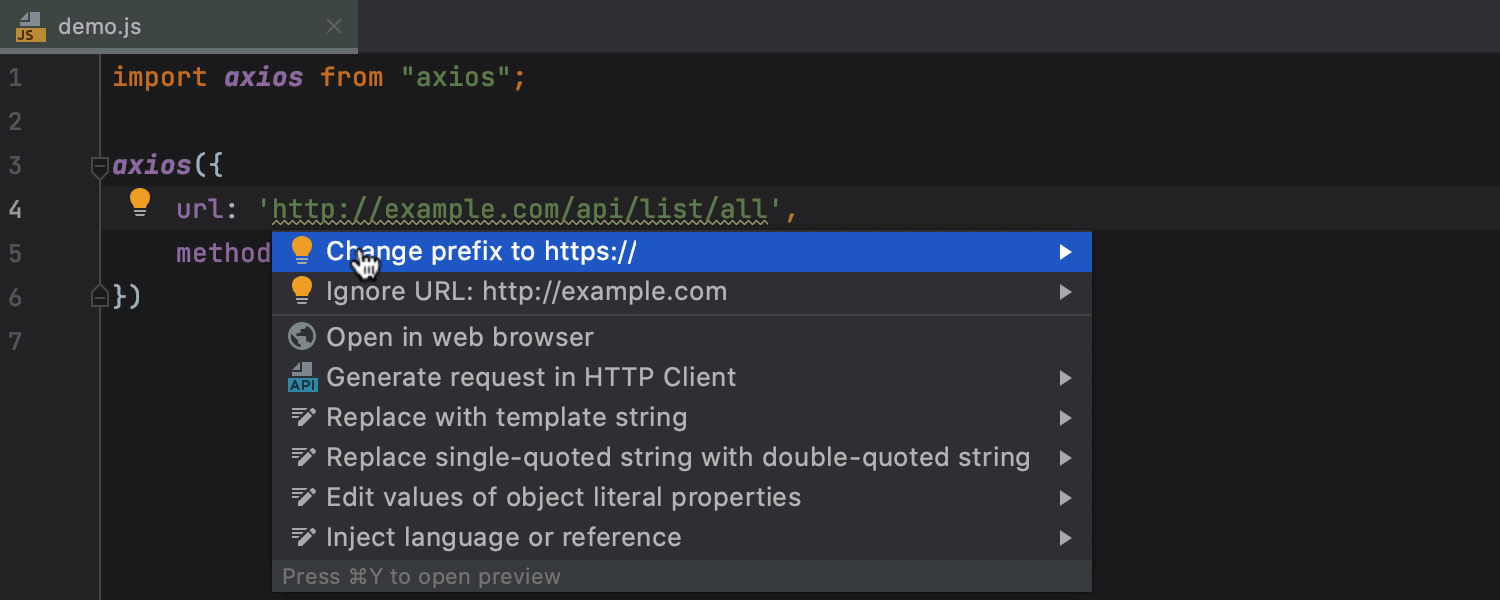 JS demo.js
1 import axios from "axios";
2
3 axios({
4 url: 'http://example.com/api/list/all',
5 method
6 })
7
Change prefix to https://
Ignore URL: http://example.com
Open in web browser
API Generate request in HTTP Client
Replace with template string
Replace single-quoted string with double-quoted string
Edit values of object literal properties
Inject language or reference
Press ⌘Y to open preview